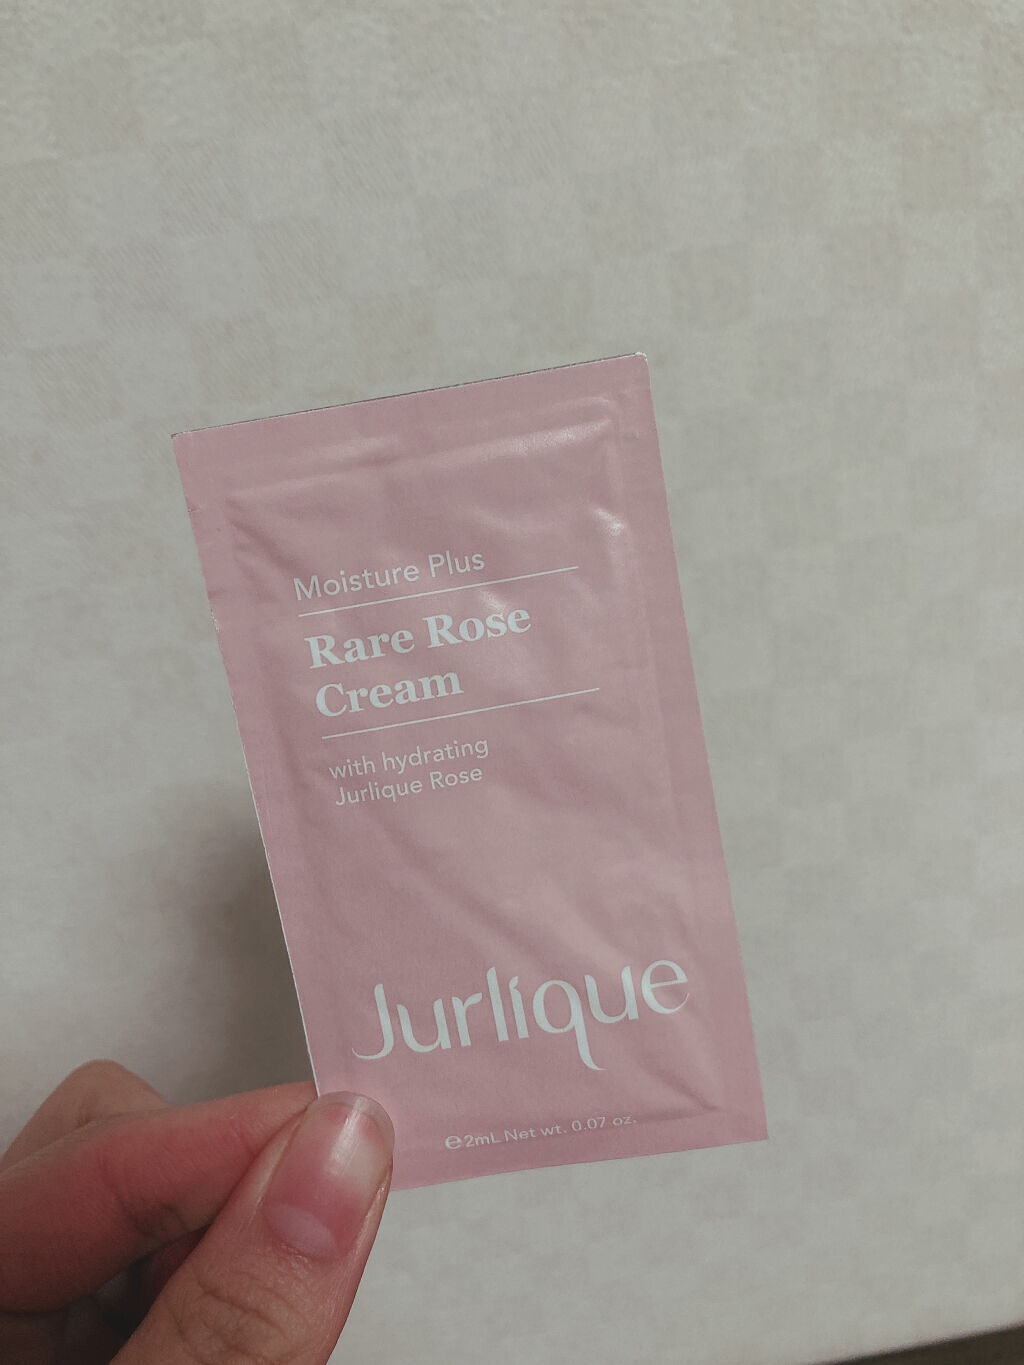 Moisture Plus
Rare Rose
Cream
with hydrating
Jurlique Rose
Jurlique
℮2mL Net wt. 0.07 oz.